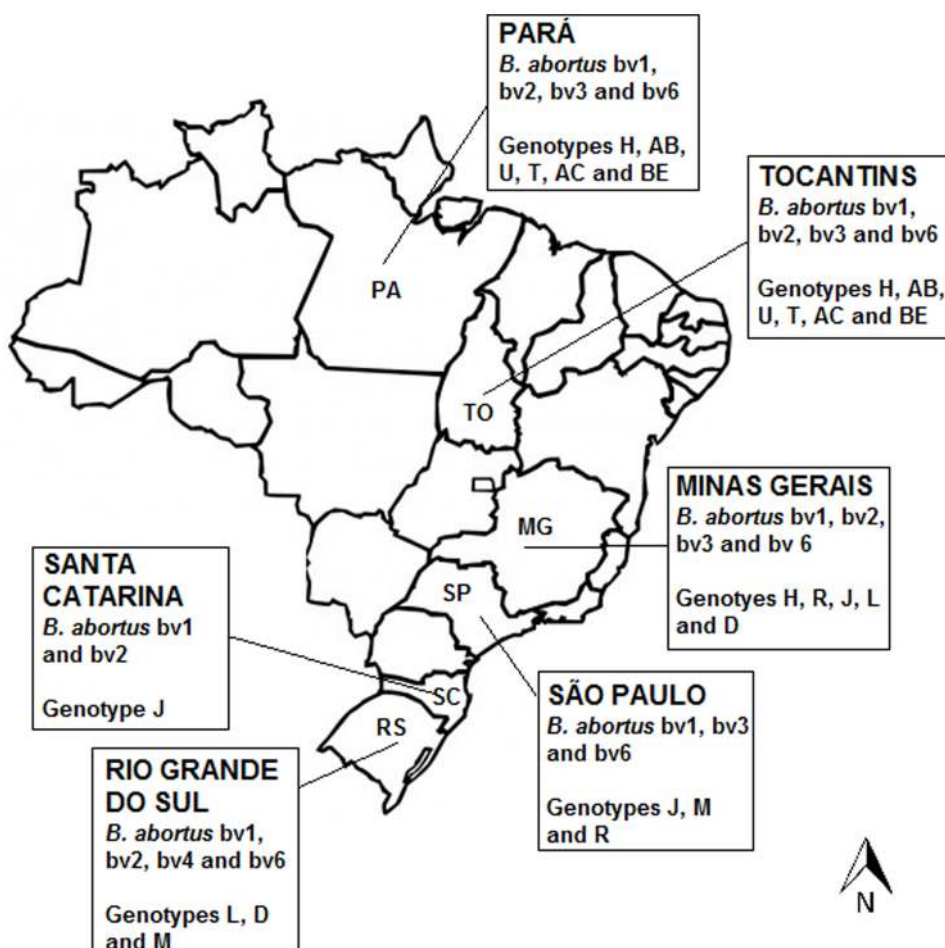 PARÁ
B. abortus bv1,
bv2, bv3 and bv6
Genotypes H, AB,
U, T, AC and BE
TOCANTINS
B. abortus bv1,
bv2, bv3 and bv6
Genotypes H, AB,
U, T, AC and BE
PA
TO
MINAS GERAIS
B. abortus bv1, bv2,
bv3 and bv 6
Genotyes H, R, J, L
and D
MG
SP
SANTA
CATARINA
B. abortus bv1
and bv2
Genotype J
SC
RS
SÃO PAULO
B. abortus bv1, bv3
and bv6
Genotypes J, M
and R
RIO GRANDE
DO SUL
B. abortus bv1,
bv2, bv4 and bv6
Genotypes L, D
and M
N